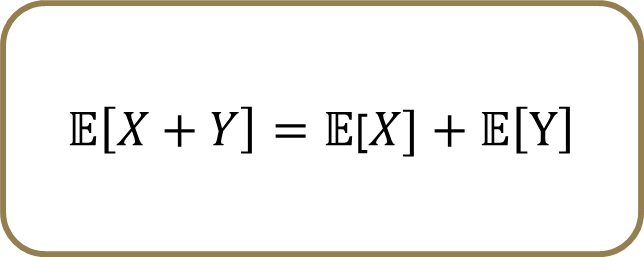 𝔼[X + Y] = 𝔼[X] + 𝔼[Y]